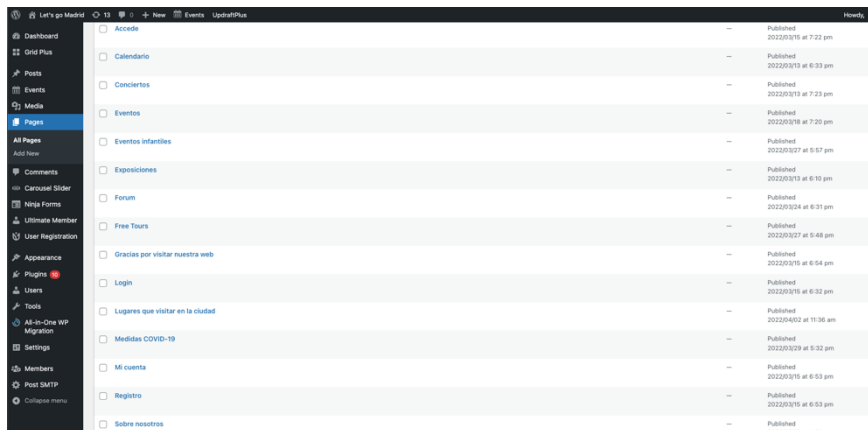 Let's go Madrid 13 0 + New Events UpdraftPlus Howdy,
Dashboard
Grid Plus
Posts
Events
Media
Pages
All Pages
Add New
Comments
Carousel Slider
Ninja Forms
Ultimate Member
User Registration
Appearance
Plugins 10
Users
Tools
All-in-One WP
Migration
Settings
Members
Post SMTP
Collapse menu
Accede — Published
2022/03/15 at 7:22 pm
Calendario — Published
2022/03/13 at 6:33 pm
Conciertos — Published
2022/03/13 at 7:23 pm
Eventos — Published
2022/03/18 at 7:20 pm
Eventos infantiles — Published
2022/03/27 at 5:57 pm
Exposiciones — Published
2022/03/13 at 6:10 pm
Forum — Published
2022/03/24 at 6:31 pm
Free Tours — Published
2022/03/27 at 5:48 pm
Gracias por visitar nuestra web — Published
2022/03/15 at 6:54 pm
Login — Published
2022/03/15 at 6:32 pm
Lugares que visitar en la ciudad — Published
2022/04/02 at 11:36 am
Medidas COVID-19 — Published
2022/03/29 at 5:32 pm
Mi cuenta — Published
2022/03/15 at 6:53 pm
Registro — Published
2022/03/15 at 6:53 pm
Sobre nosotros — Published